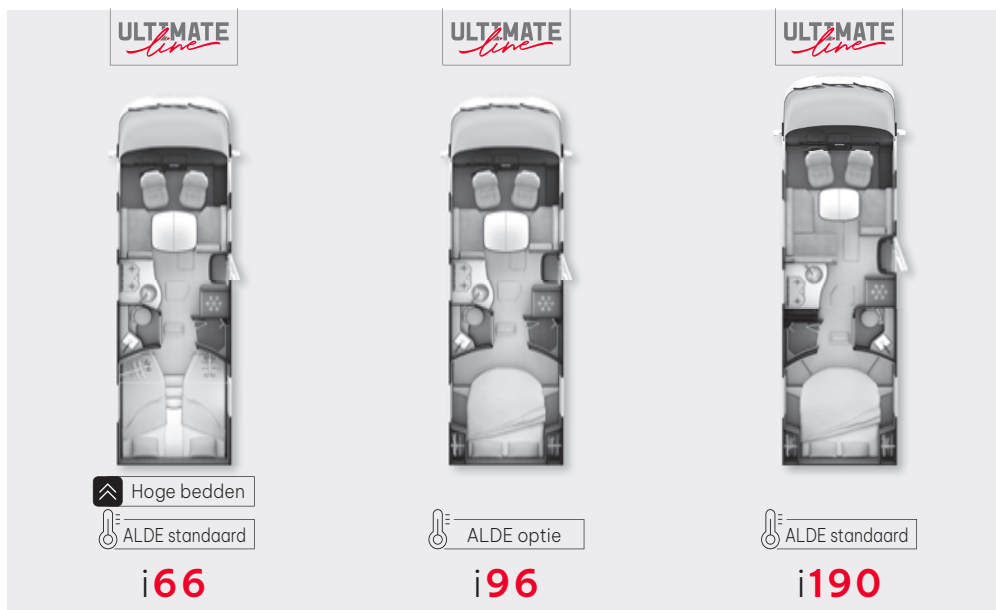 ULTIMATE
line
ULTIMATE
line
ULTIMATE
line
Hoge bedden
ALDE standaard
ALDE optie
ALDE standaard
i66
i96
i190